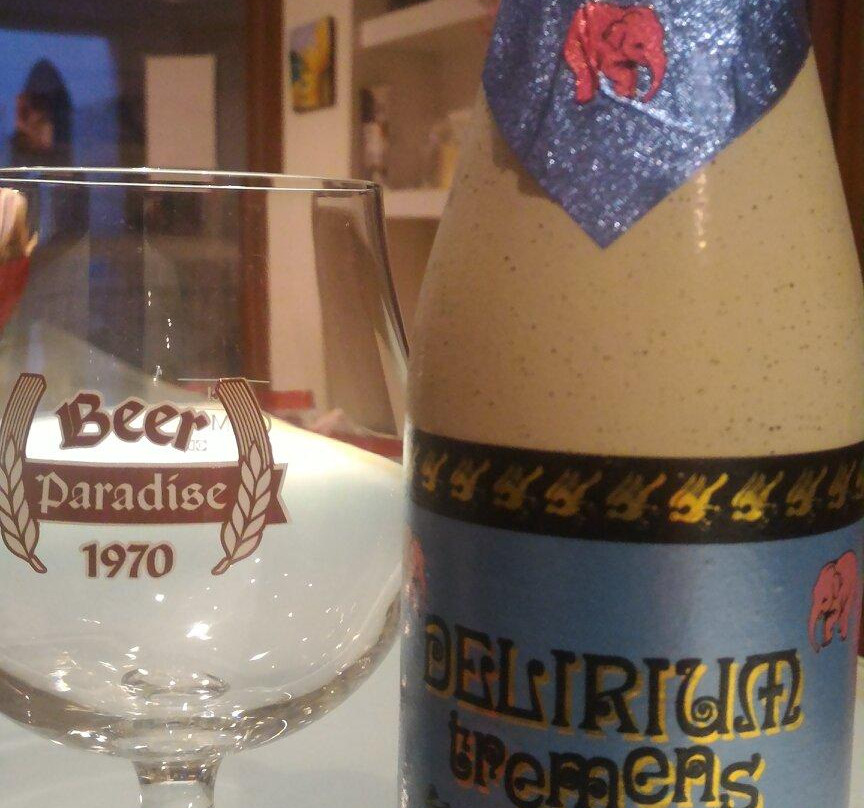 Beer
Paradise
1970
DELIRIUM
tremens